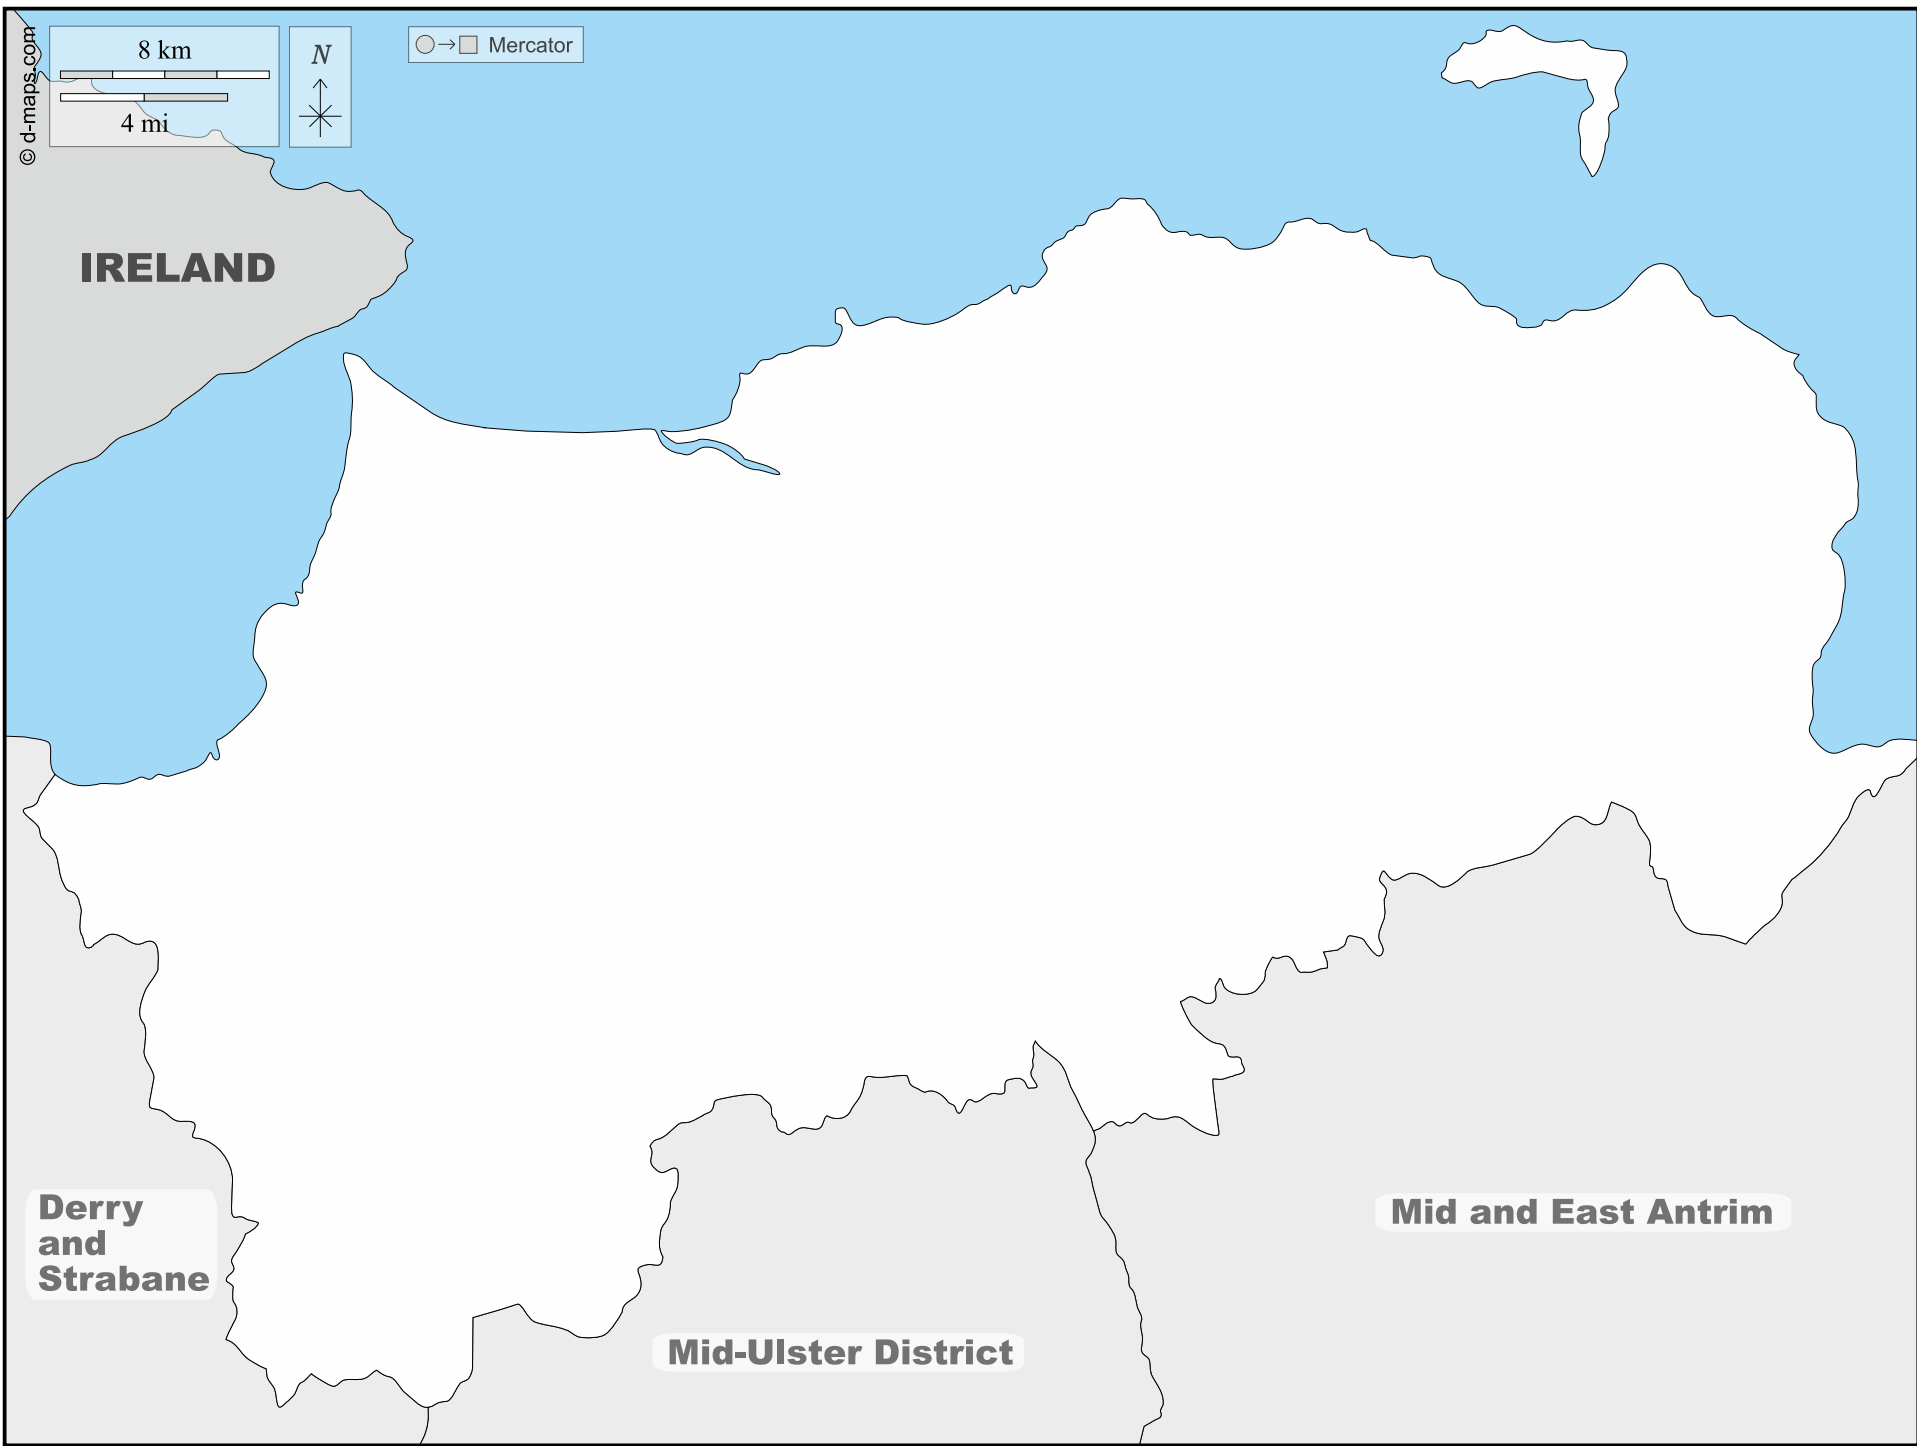 © d-maps.com
8 km
4 mi
N
Mercator
IRELAND
Derry
and
Strabane
Mid-Ulster District
Mid and East Antrim